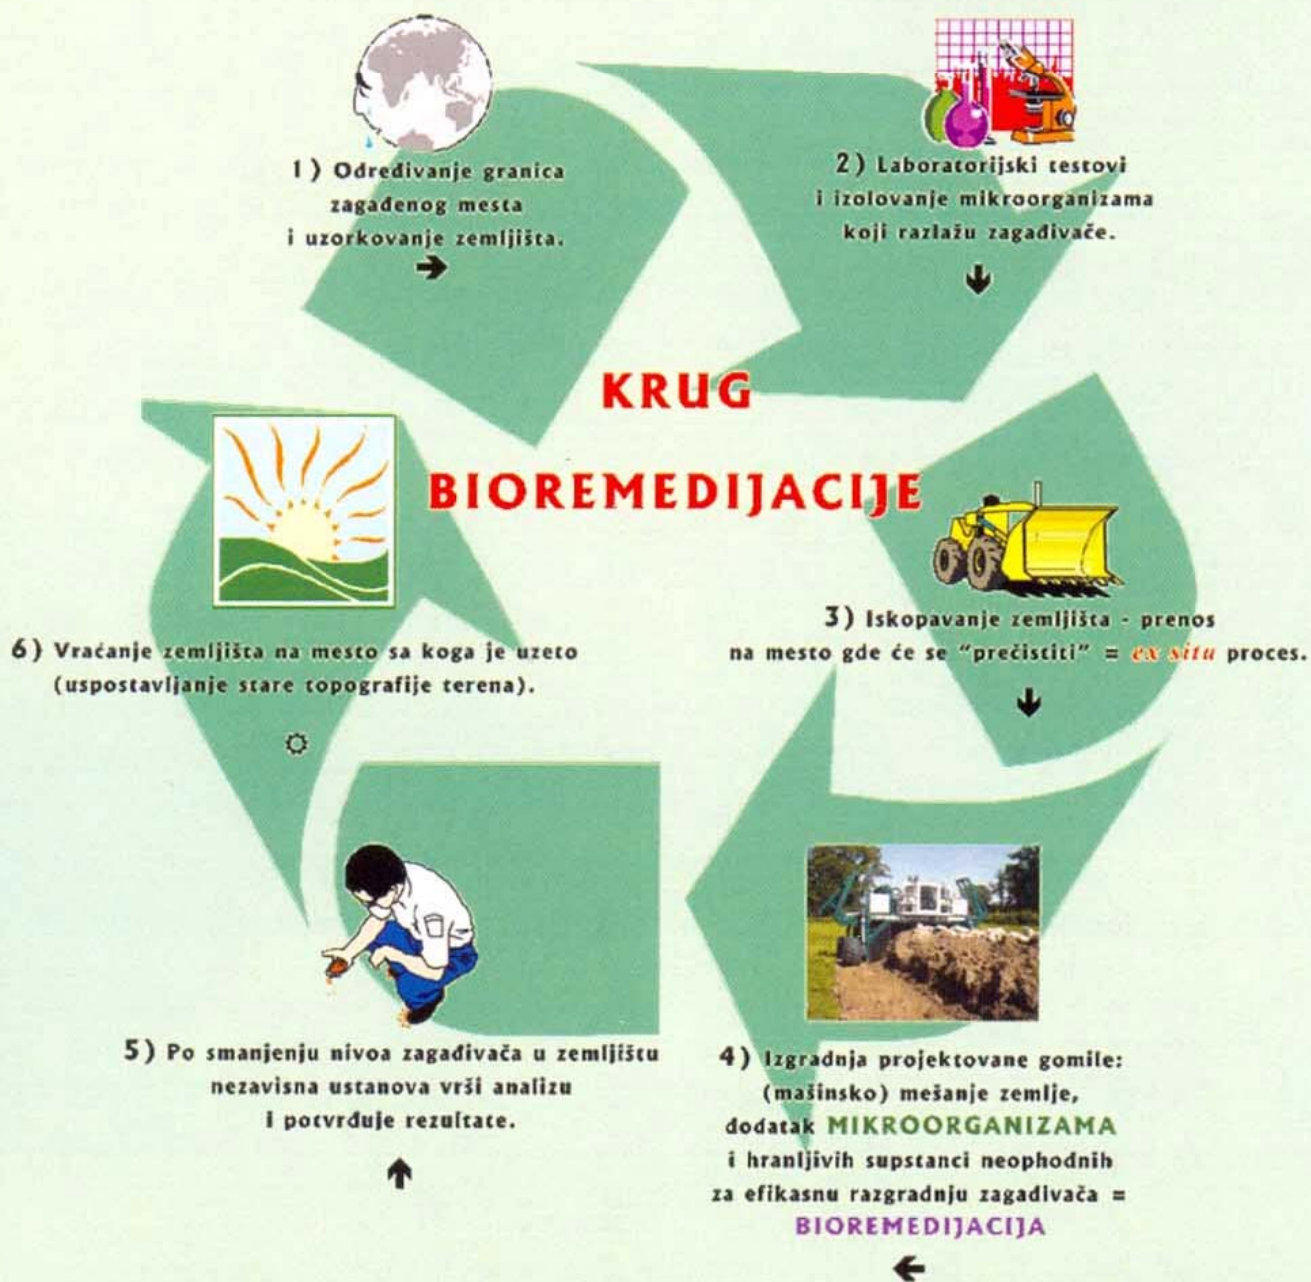 1) Određivanje granica
zagađenog mesta
i uzorkovanje zemljišta.
2) Laboratorijski testovi
i izolovanje mikroorganizama
koji razlažu zagađivače.
KRUG
BIOREMEDIJACIJE
3) Iskopavanje zemljišta - prenos
na mesto gde će se "prečistiti" = ex situ proces.
4) Izgradnja projektovane gomile:
(mašinsko) mešanje zemlje,
dodatak MIKROORGANIZAMA
i hranljivih supstanci neophodnih
za efikasnu razgradnju zagađivača =
BIOREMEDIJACIJA
5) Po smanjenju nivoa zagađivača u zemljištu
nezavisna ustanova vrši analizu
i potvrđuje rezultate.
6) Vraćanje zemljišta na mesto sa koga je uzeto
(uspostavljanje stare topografije terena).